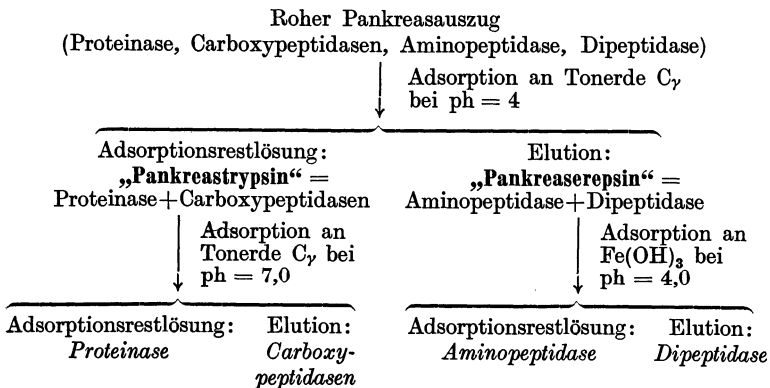 Roher Pankreasauszug
(Proteinase, Carboxypeptidasen, Aminopeptidase, Dipeptidase)
Adsorption an Tonerde Cγ
bei ph = 4
Adsorptionsrestlösung:
„Pankreastrypsin“ =
Proteinase+Carboxypeptidasen
Elution:
„Pankreaserepsin“ =
Aminopeptidase+Dipeptidase
Adsorption an
Tonerde Cγ bei
ph = 7,0
Adsorption an
Fe(OH)₃ bei
ph = 4,0
Adsorptionsrestlösung:
Proteinase
Elution:
Carboxy-
peptidasen
Adsorptionsrestlösung:
Aminopeptidase
Elution:
Dipeptidase